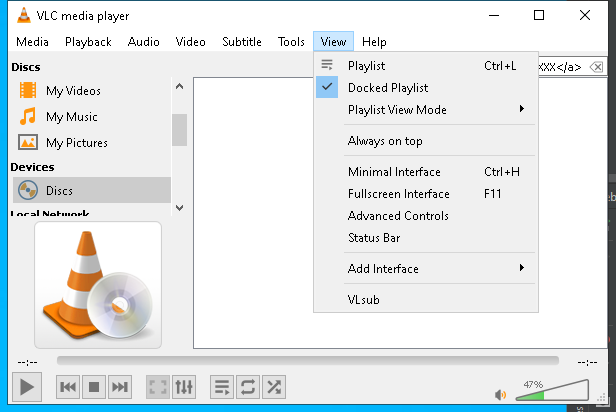 VLC media player
Media Playback Audio Video Subtitle Tools View Help
Discs
XXX</a>
My Videos
My Music
My Pictures
Devices
Discs
Local Network
Playlist Ctrl+L
Docked Playlist
Playlist View Mode
Always on top
Minimal Interface Ctrl+H
Fullscreen Interface F11
Advanced Controls
Status Bar
Add Interface
VLsub
--:-- --:--
47%